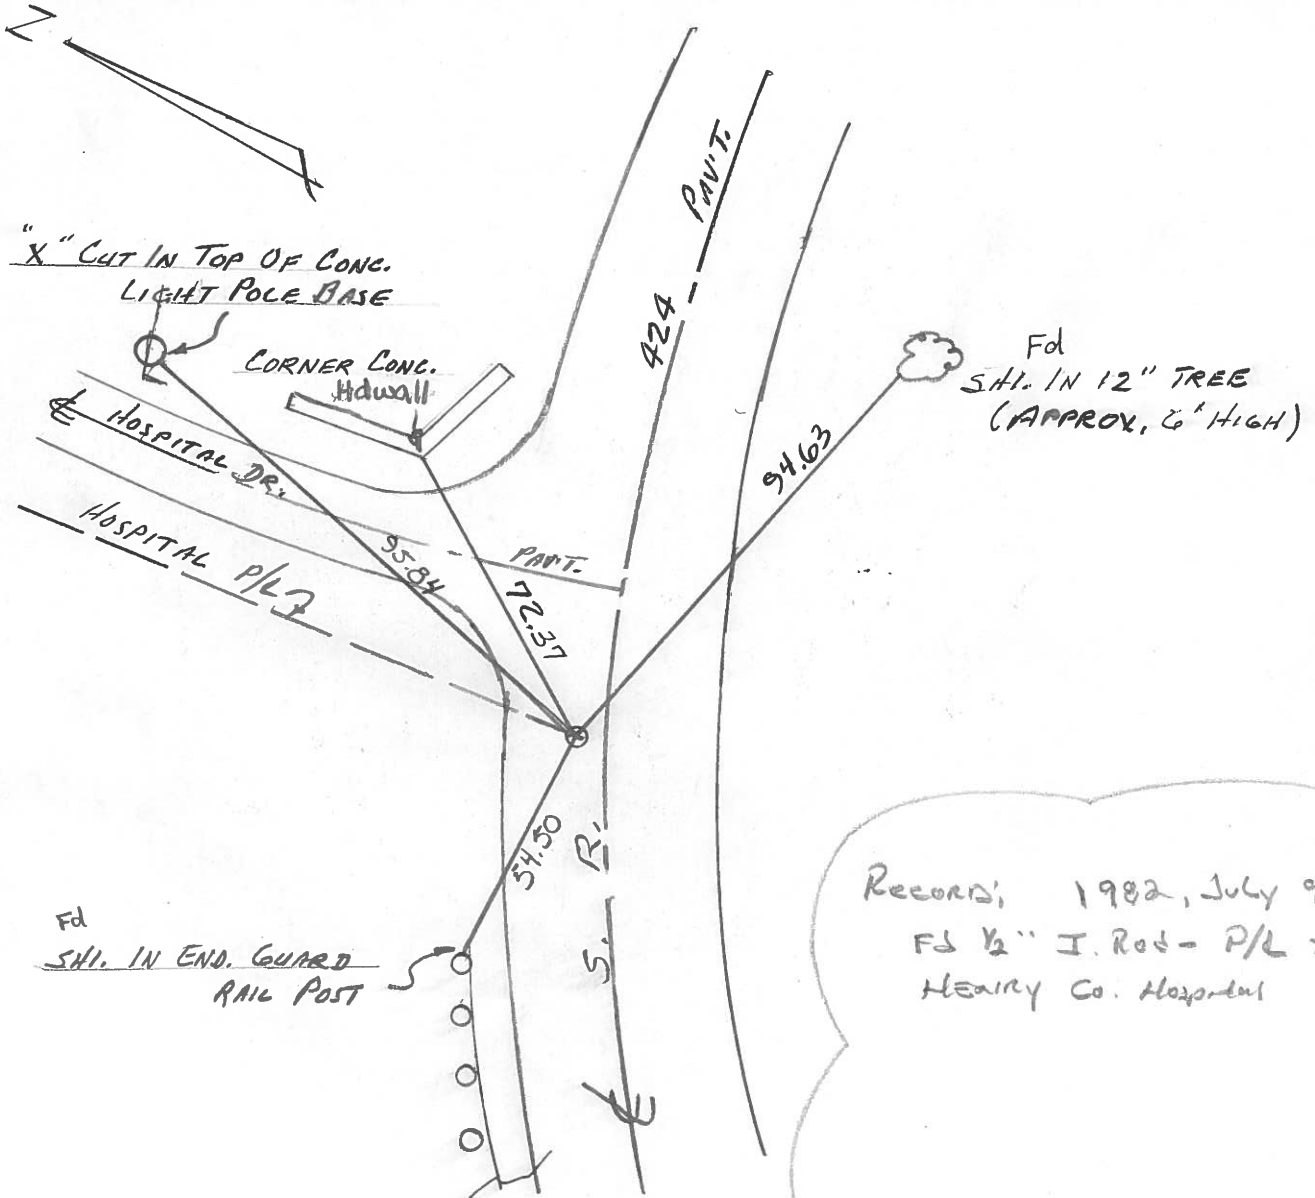 Z
"X" CUT IN TOP OF CONC.
LIGHT POLE BASE
CORNER CONC.
Hdwall
℄ HOSPITAL DR.
HOSPITAL P/L
PAV'T.
424
PAV'T.
Fd
SHI. IN 12" TREE
(APPROX. 6' HIGH)
94.63
95.84
72.37
54.50
S. R.
℄
Fd
SHI. IN END. GUARD
RAIL POST
RECORD; 1982, July 9
Fd ½" I. Rod - P/L
HENRY Co. Hospital